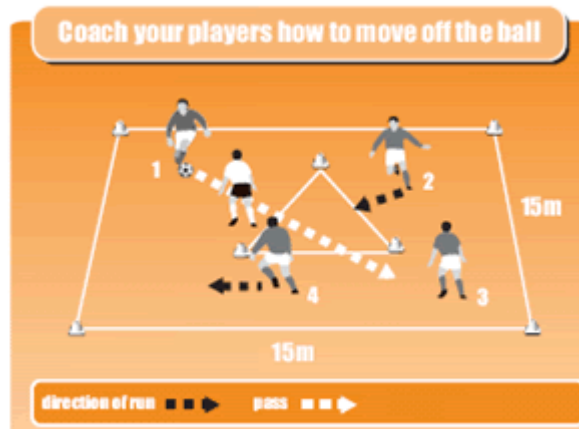 Coach your players how to move off the ball
1
2
15m
4
3
15m
direction of run pass